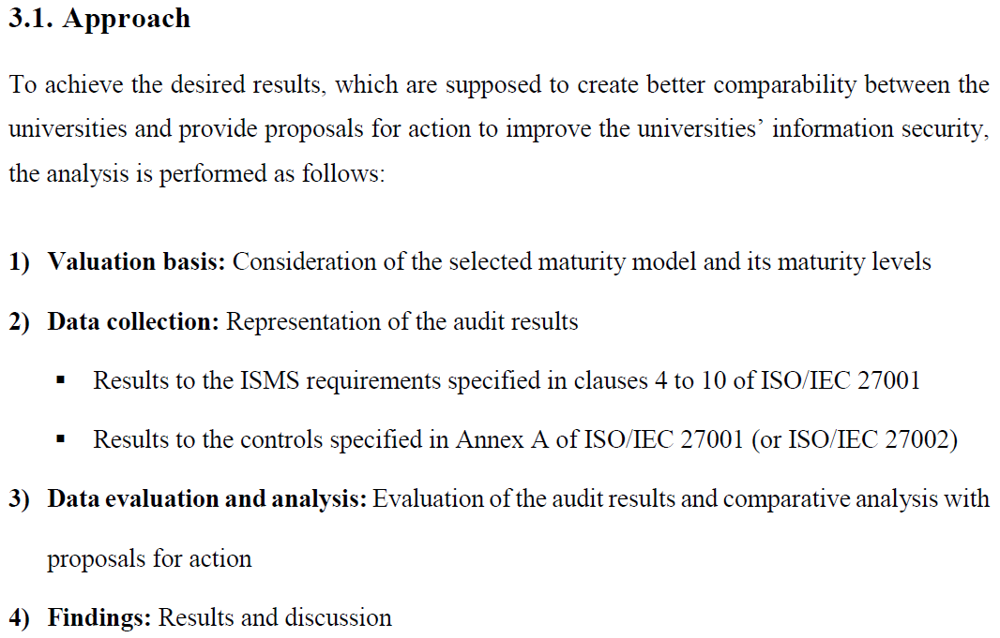 3.1. Approach
To achieve the desired results, which are supposed to create better comparability between the
universities and provide proposals for action to improve the universities’ information security,
the analysis is performed as follows:
1) Valuation basis: Consideration of the selected maturity model and its maturity levels
2) Data collection: Representation of the audit results
▪ Results to the ISMS requirements specified in clauses 4 to 10 of ISO/IEC 27001
▪ Results to the controls specified in Annex A of ISO/IEC 27001 (or ISO/IEC 27002)
3) Data evaluation and analysis: Evaluation of the audit results and comparative analysis with
proposals for action
4) Findings: Results and discussion